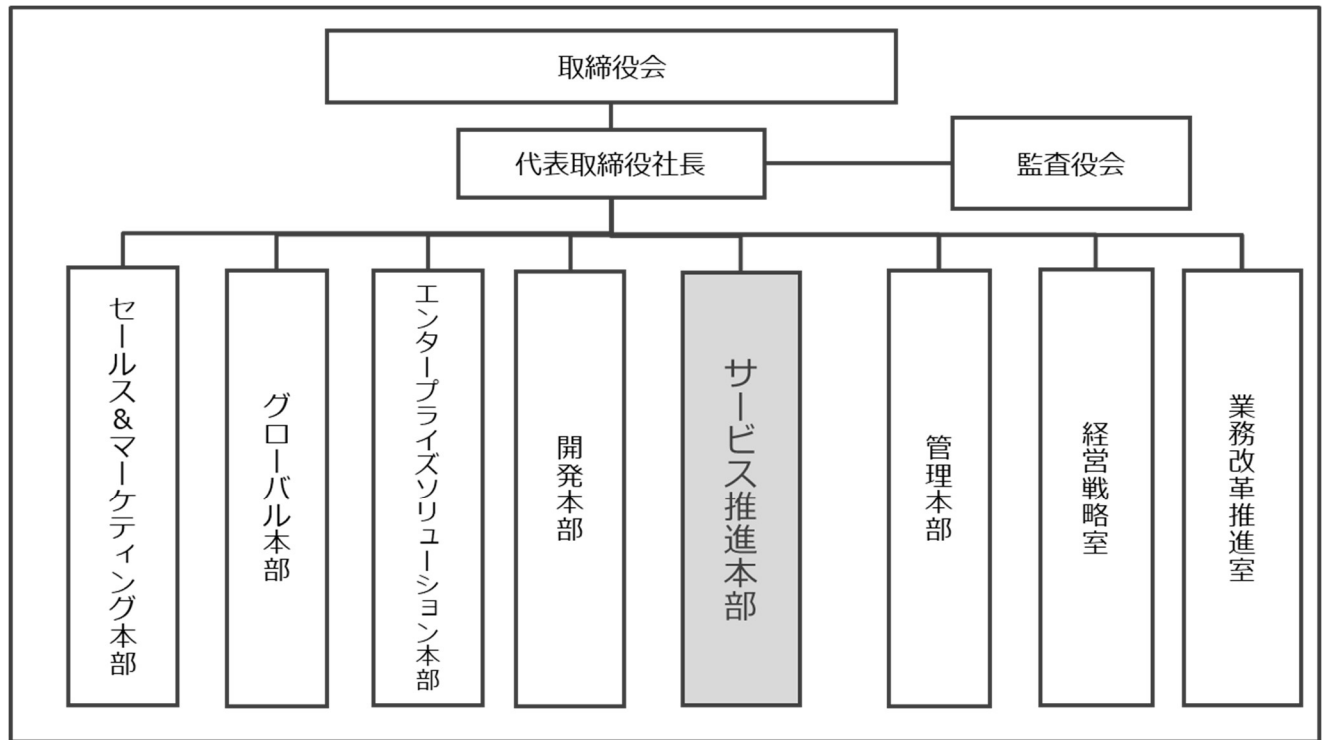 取締役会
代表取締役社長
監査役会
セールス&マーケティング本部
グローバル本部
エンタープライズソリューション本部
開発本部
サービス推進本部
管理本部
経営戦略室
業務改革推進室